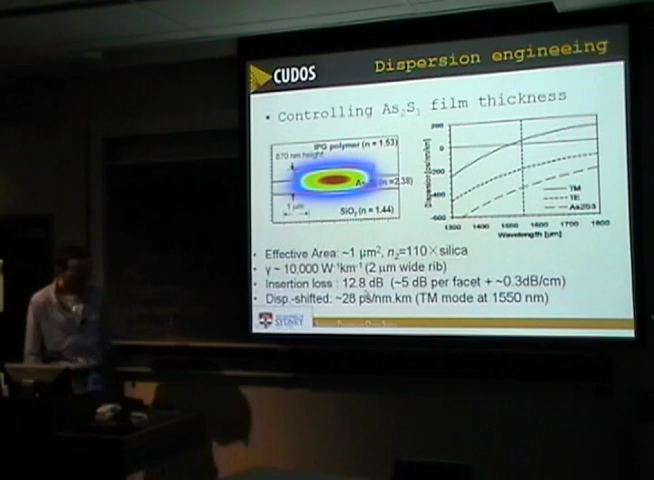 CUDOS
Dispersion engineeing
• Controlling As2S3 film thickness
IPG polymer (n = 1.53)
870 nm height
(n=2.38)
1 μm
SiO2 (n = 1.44)
200
0
-200
-400
-600
Dispersion [ps/nm/km]
TM
TE
As2S3
1300 1400 1500 1600 1700 1800
Wavelength [μm]
• Effective Area: ~1 μm², n2=110×silica
• γ ~ 10,000 W⁻¹km⁻¹ (2 μm wide rib)
• Insertion loss : 12.8 dB (~5 dB per facet + ~0.3dB/cm)
• Disp.-shifted: ~28 ps/nm.km (TM mode at 1550 nm)
SYDNEY